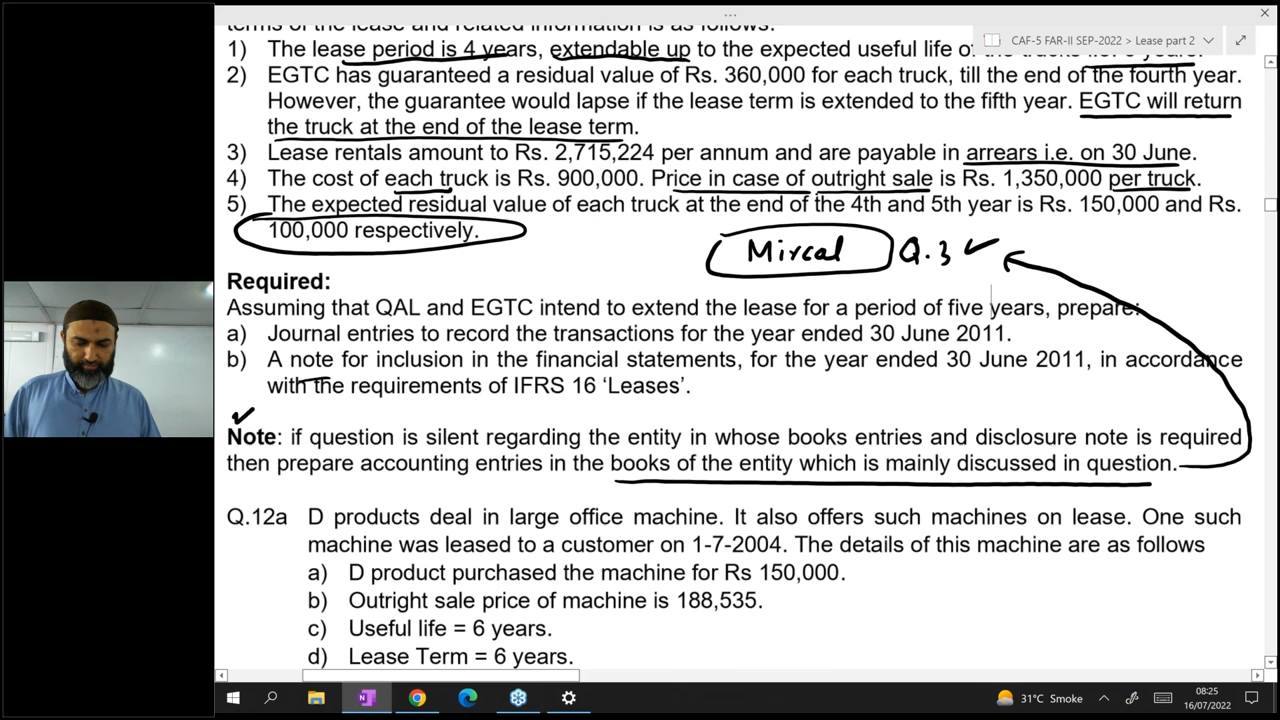 terms of the lease and related information is as follows:
CAF-5 FAR-II SEP-2022 > Lease part 2
1) The lease period is 4 years, extendable up to the expected useful life of
2) EGTC has guaranteed a residual value of Rs. 360,000 for each truck, till the end of the fourth year.
However, the guarantee would lapse if the lease term is extended to the fifth year. EGTC will return
the truck at the end of the lease term.
3) Lease rentals amount to Rs. 2,715,224 per annum and are payable in arrears i.e. on 30 June.
4) The cost of each truck is Rs. 900,000. Price in case of outright sale is Rs. 1,350,000 per truck.
5) The expected residual value of each truck at the end of the 4th and 5th year is Rs. 150,000 and Rs.
100,000 respectively.
Mircal Q.3
Required:
Assuming that QAL and EGTC intend to extend the lease for a period of five years, prepare:
a) Journal entries to record the transactions for the year ended 30 June 2011.
b) A note for inclusion in the financial statements, for the year ended 30 June 2011, in accordance
with the requirements of IFRS 16 ‘Leases’.
Note: if question is silent regarding the entity in whose books entries and disclosure note is required
then prepare accounting entries in the books of the entity which is mainly discussed in question.
Q.12a D products deal in large office machine. It also offers such machines on lease. One such
machine was leased to a customer on 1-7-2004. The details of this machine are as follows
a) D product purchased the machine for Rs 150,000.
b) Outright sale price of machine is 188,535.
c) Useful life = 6 years.
d) Lease Term = 6 years.
31°C Smoke
08:25
16/07/2022